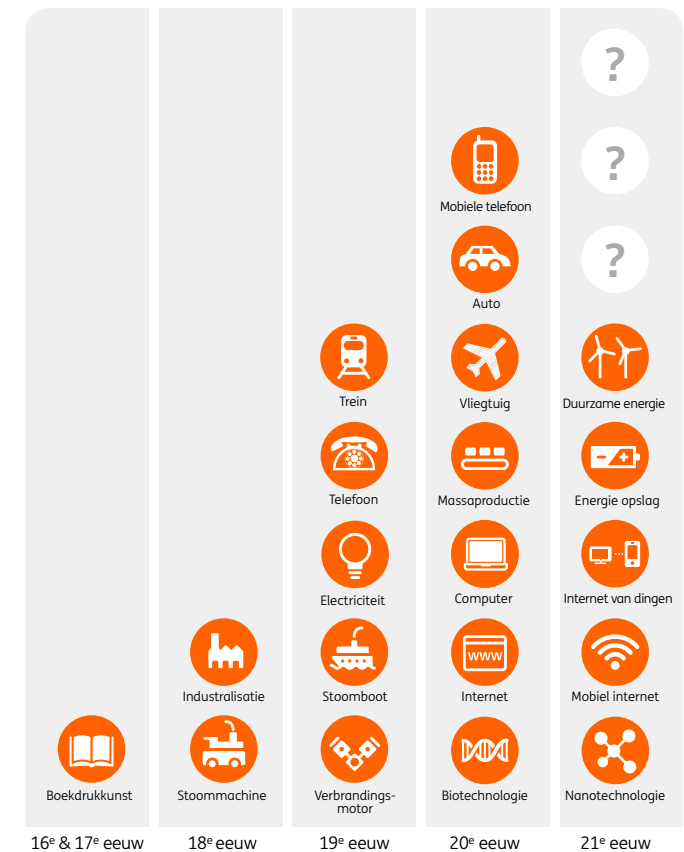 ?
?
Mobiele telefoon
?
Auto
Trein
Vliegtuig
Duurzame energie
Telefoon
Massaproductie
Energie opslag
Electriciteit
Computer
Internet van dingen
Industralisatie
Stoomboot
www
Internet
Mobiel internet
Boekdrukkunst
Stoommachine
Verbrandings-
motor
Biotechnologie
Nanotechnologie
16e & 17e eeuw
18e eeuw
19e eeuw
20e eeuw
21e eeuw